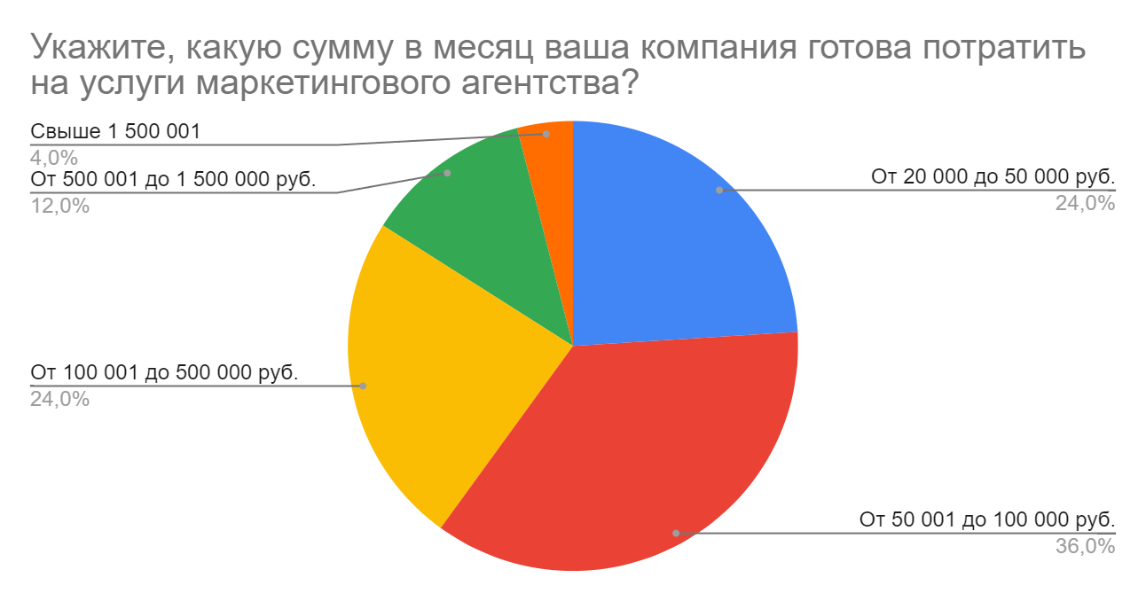 Укажите, какую сумму в месяц ваша компания готова потратить
на услуги маркетингового агентства?
Свыше 1 500 001
4,0%
От 500 001 до 1 500 000 руб.
12,0%
От 20 000 до 50 000 руб.
24,0%
От 100 001 до 500 000 руб.
24,0%
От 50 001 до 100 000 руб.
36,0%